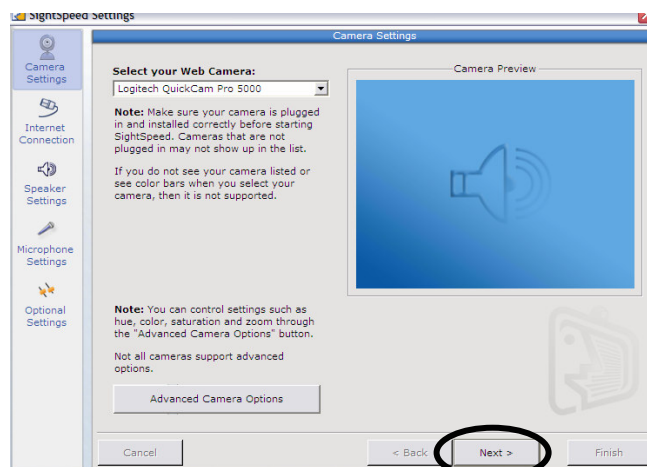 SightSpeed Settings
Camera Settings
Camera
Settings
Internet
Connection
Speaker
Settings
Microphone
Settings
Optional
Settings
Select your Web Camera:
Logitech QuickCam Pro 5000
Note: Make sure your camera is plugged
in and installed correctly before starting
SightSpeed. Cameras that are not
plugged in may not show up in the list.
If you do not see your camera listed or
see color bars when you select your
camera, then it is not supported.
Camera Preview
Note: You can control settings such as
hue, color, saturation and zoom through
the "Advanced Camera Options" button.
Not all cameras support advanced
options.
Advanced Camera Options
Cancel
< Back
Next >
Finish